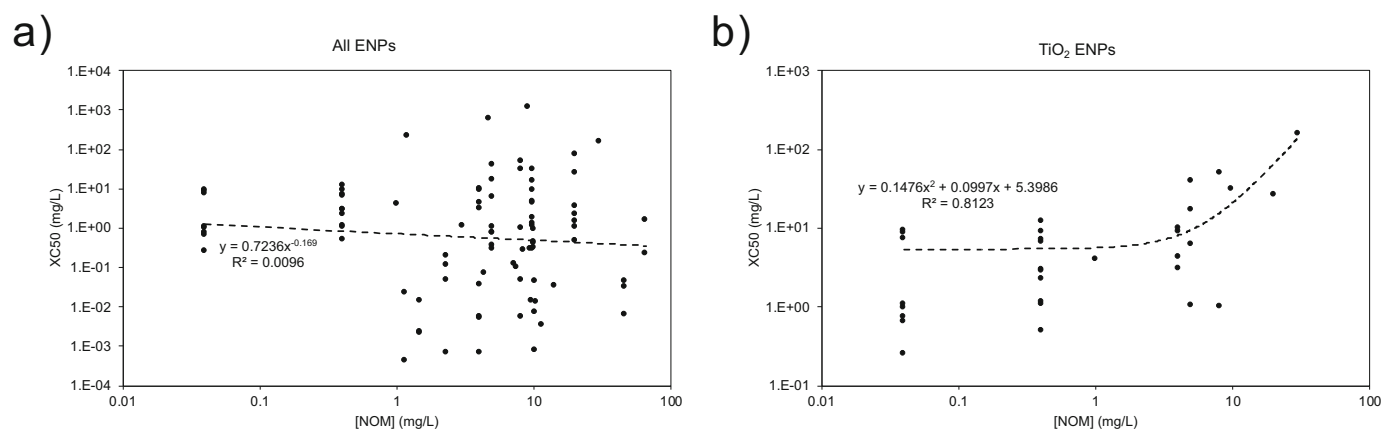 a)
All ENPs
1.E+04
1.E+03
1.E+02
1.E+01
1.E+00
1.E-01
1.E-02
1.E-03
1.E-04
XC50 (mg/L)
y = 0.7236x^-0.169
R² = 0.0096
0.01 0.1 1 10 100
[NOM] (mg/L)
b)
TiO₂ ENPs
1.E+03
1.E+02
1.E+01
1.E+00
1.E-01
XC50 (mg/L)
y = 0.1476x² + 0.0997x + 5.3986
R² = 0.8123
0.01 0.1 1 10 100
[NOM] (mg/L)